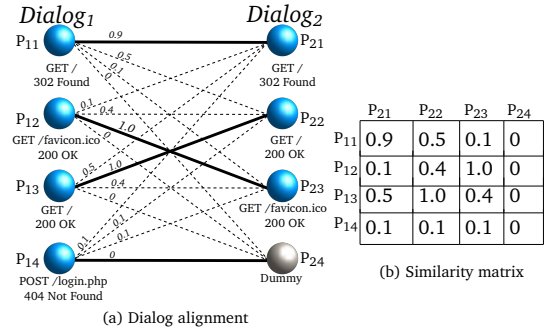 Dialog1 Dialog2
P11 0.9 P21
0.5
0.1
0
GET / GET /
302 Found 302 Found
P12 0.1 0.4 1.0 P22
0
GET /favicon.ico GET /
200 OK 200 OK
P13 0.5 1.0 P23
0.4
0
GET / GET /favicon.ico
200 OK 200 OK
P14 0.1 0.1 0.1 0 P24
POST /login.php Dummy
404 Not Found
(a) Dialog alignment
P21 P22 P23 P24
P11 0.9 0.5 0.1 0
P12 0.1 0.4 1.0 0
P13 0.5 1.0 0.4 0
P14 0.1 0.1 0.1 0
(b) Similarity matrix